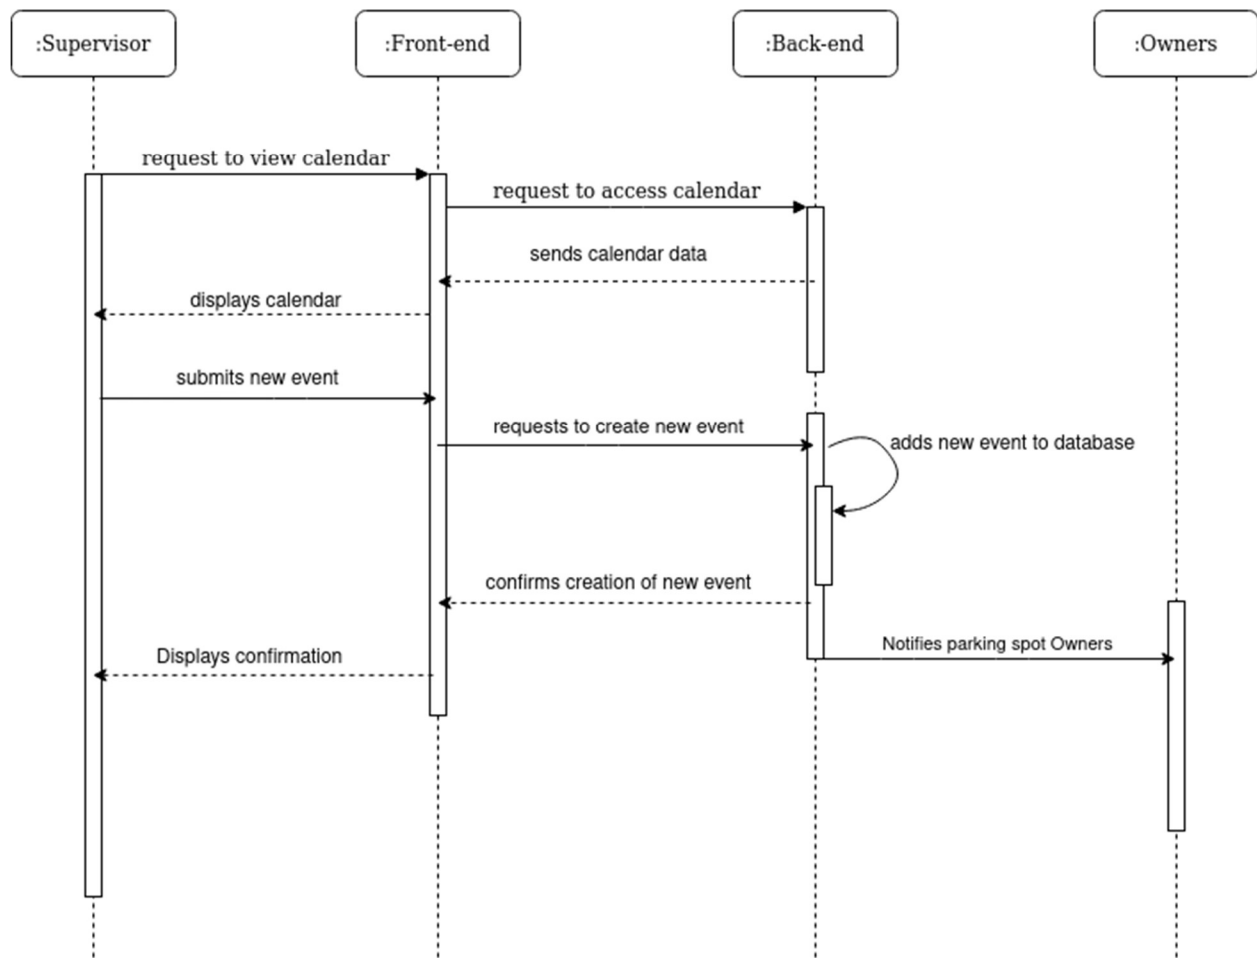 :Supervisor
:Front-end
:Back-end
:Owners
request to view calendar
request to access calendar
sends calendar data
displays calendar
submits new event
requests to create new event
adds new event to database
confirms creation of new event
Notifies parking spot Owners
Displays confirmation